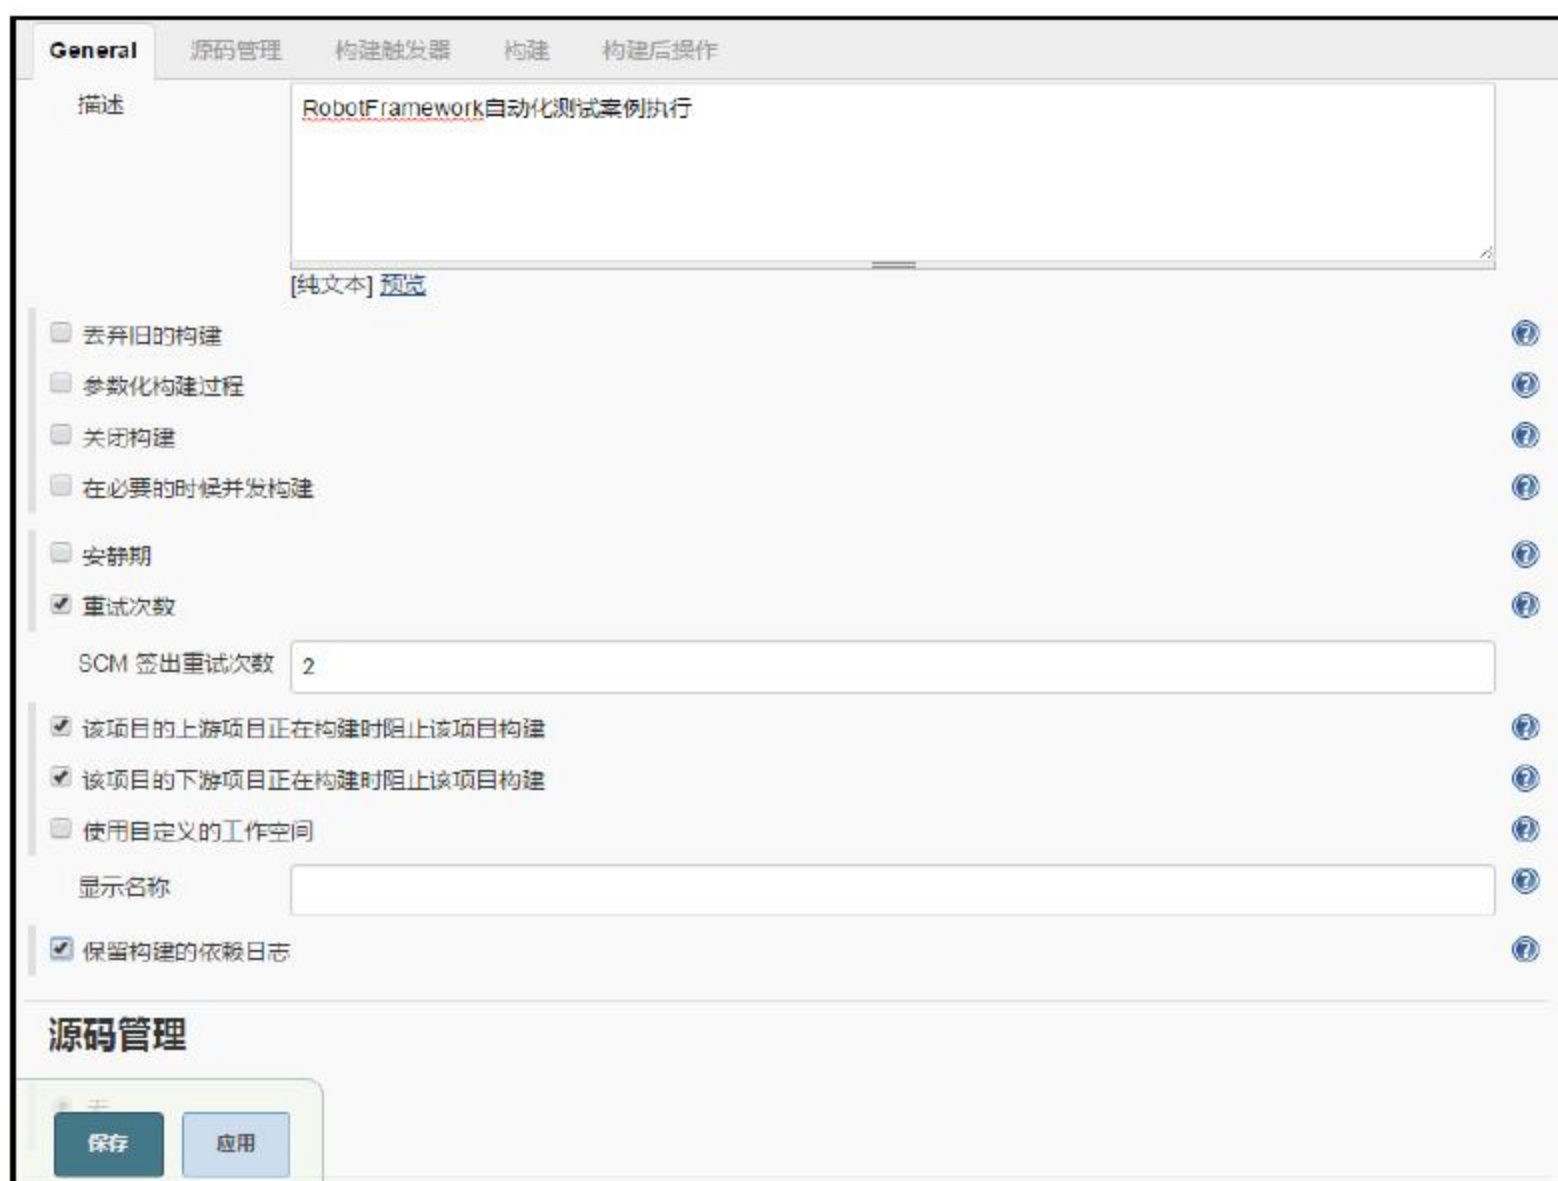 General 源码管理 构建触发器 构建 构建后操作
描述 RobotFramework自动化测试案例执行
[纯文本] 预览
丢弃旧的构建
参数化构建过程
关闭构建
在必要的时候并发构建
安静期
重试次数
SCM 签出重试次数 2
该项目的上游项目正在构建时阻止该项目构建
该项目的下游项目正在构建时阻止该项目构建
使用自定义的工作空间
显示名称
保留构建的依赖日志
源码管理
保存 应用